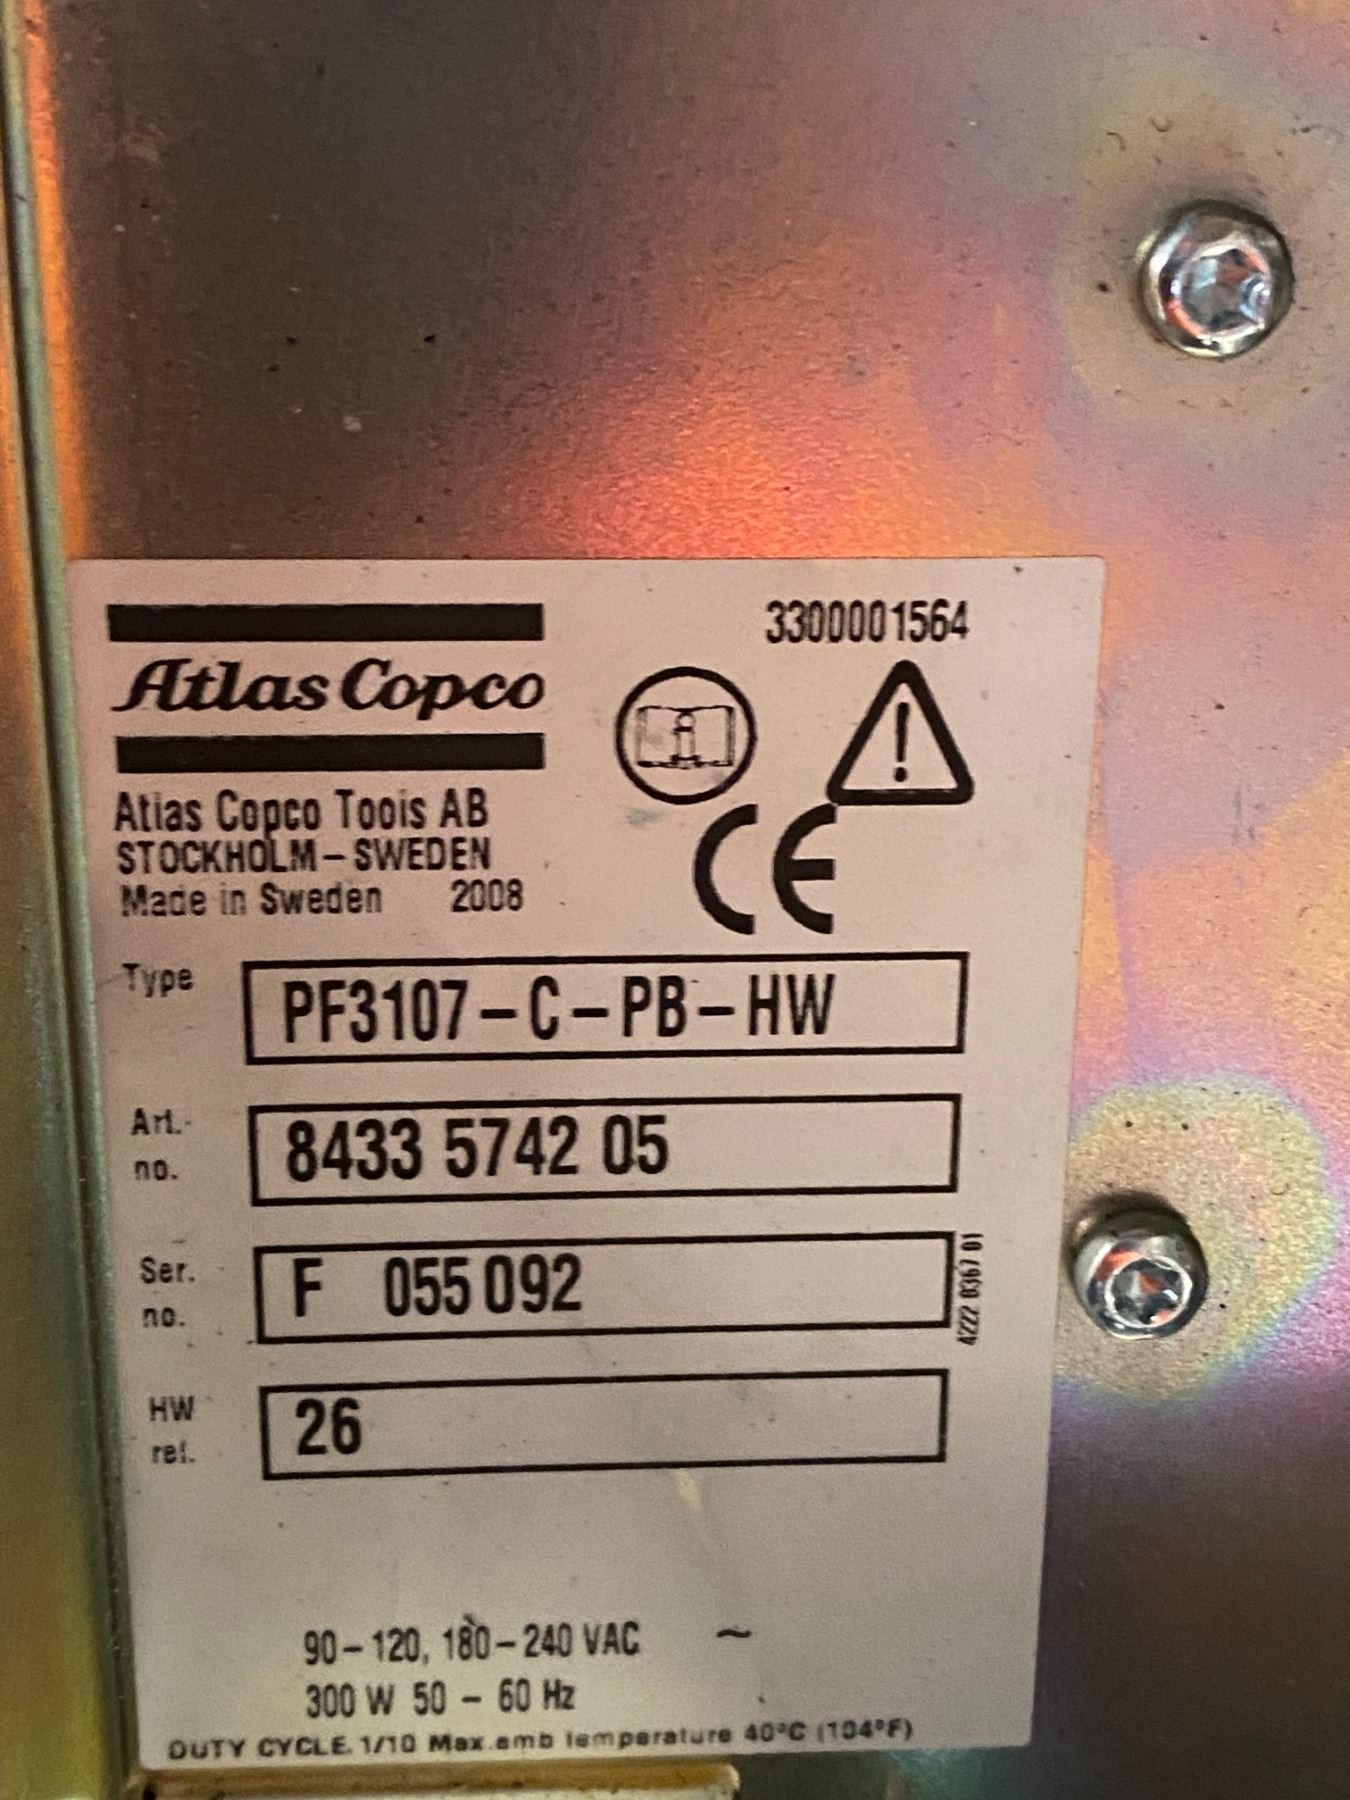 3300001564
Atlas Copco
Atlas Copco Tools AB
STOCKHOLM – SWEDEN
Made in Sweden 2008
CE
Type PF3107 – C – PB – HW
Art.- no. 8433 5742 05
Ser. no. F 055 092
4222 0367 01
HW rel. 26
90 – 120, 180 – 240 VAC ~
300 W 50 – 60 Hz
DUTY CYCLE. 1/10 Max.amb temperature 40°C (104°F)